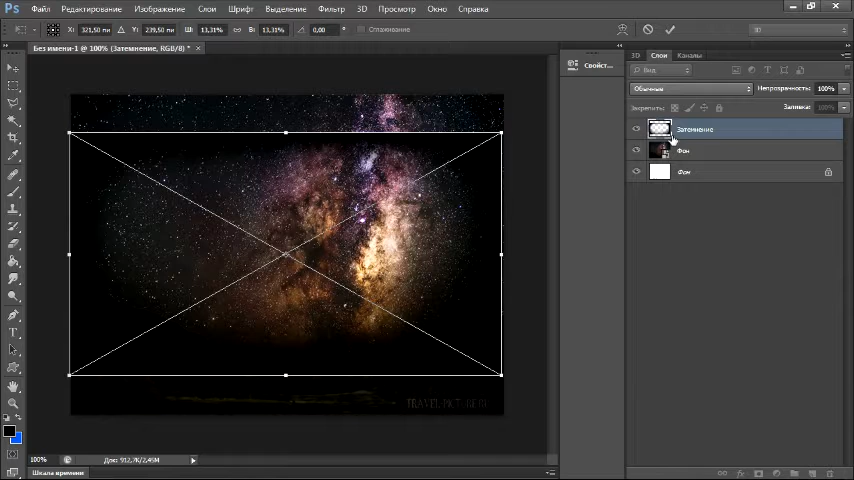 Ps Файл Редактирование Изображение Слои Шрифт Выделение Фильтр 3D Просмотр Окно Справка
X: 321,50 пи Y: 239,50 пи Ш: 13,31% В: 13,31% 0,00 ° Сглаживание 3D
Без имени-1 @ 100% (Затемнение, RGB/8) * ×
3D Слои Каналы
Свойст...
Вид
Обычные Непрозрачность: 100%
Закрепить: Заливка: 100%
Затемнение
Фон
Фон
100% Док: 912,7K/2,45M
Шкала времени